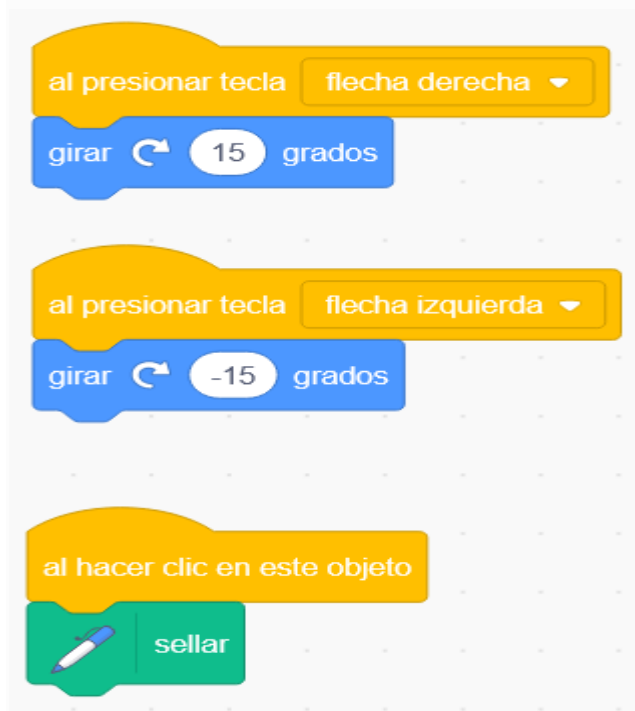 al presionar tecla flecha derecha
girar 15 grados
al presionar tecla flecha izquierda
girar -15 grados
al hacer clic en este objeto
sellar